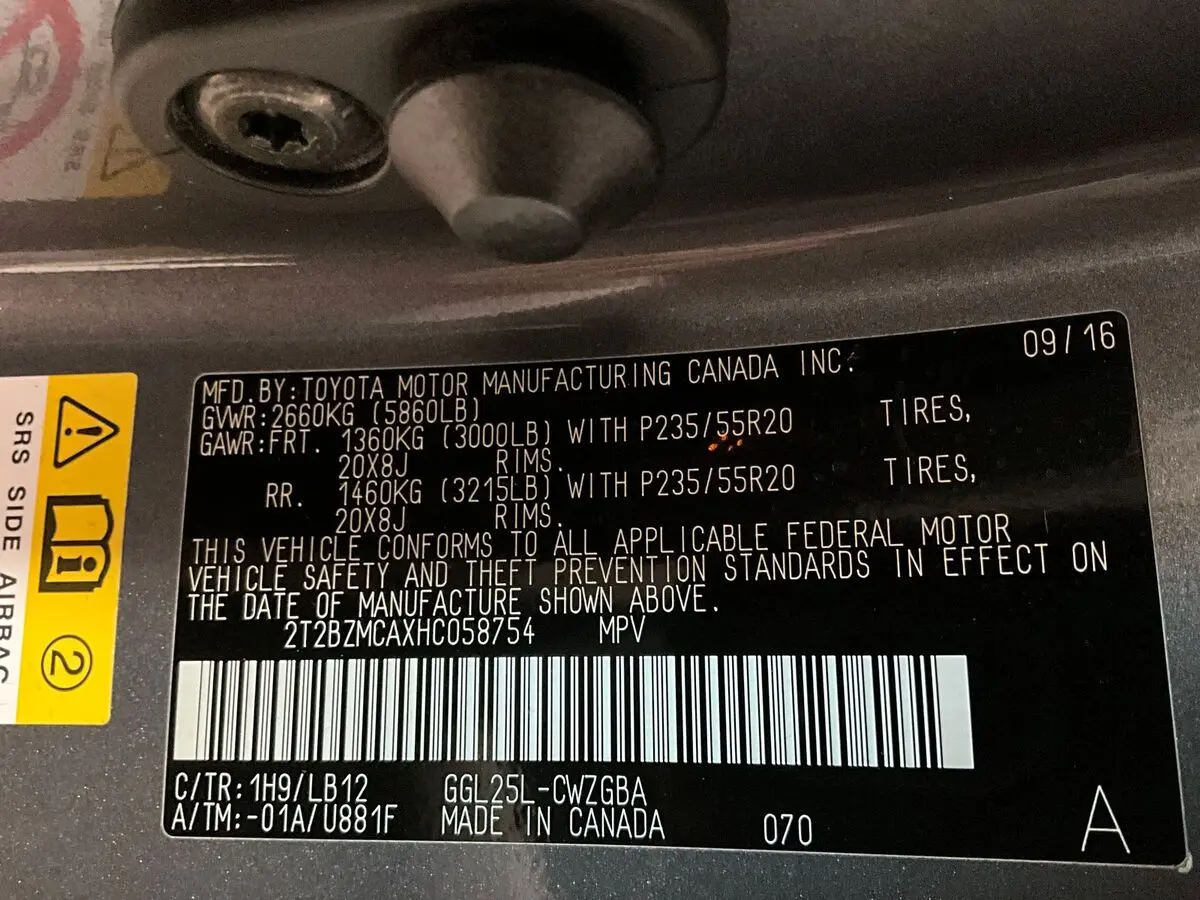 09/16
MFD.BY:TOYOTA MOTOR MANUFACTURING CANADA INC.
GVWR:2660KG (5860LB)
GAWR:FRT. 1360KG (3000LB) WITH P235/55R20 TIRES,
20X8J RIMS.
RR. 1460KG (3215LB) WITH P235/55R20 TIRES,
20X8J RIMS.
THIS VEHICLE CONFORMS TO ALL APPLICABLE FEDERAL MOTOR
VEHICLE SAFETY AND THEFT PREVENTION STANDARDS IN EFFECT ON
THE DATE OF MANUFACTURE SHOWN ABOVE.
2T2BZMCAXHC058754 MPV
C/TR:1H9/LB12 GGL25L-CWZGBA
A/TM:-01A/U881F MADE IN CANADA 070
A
SRS SIDE AIRBAG
2